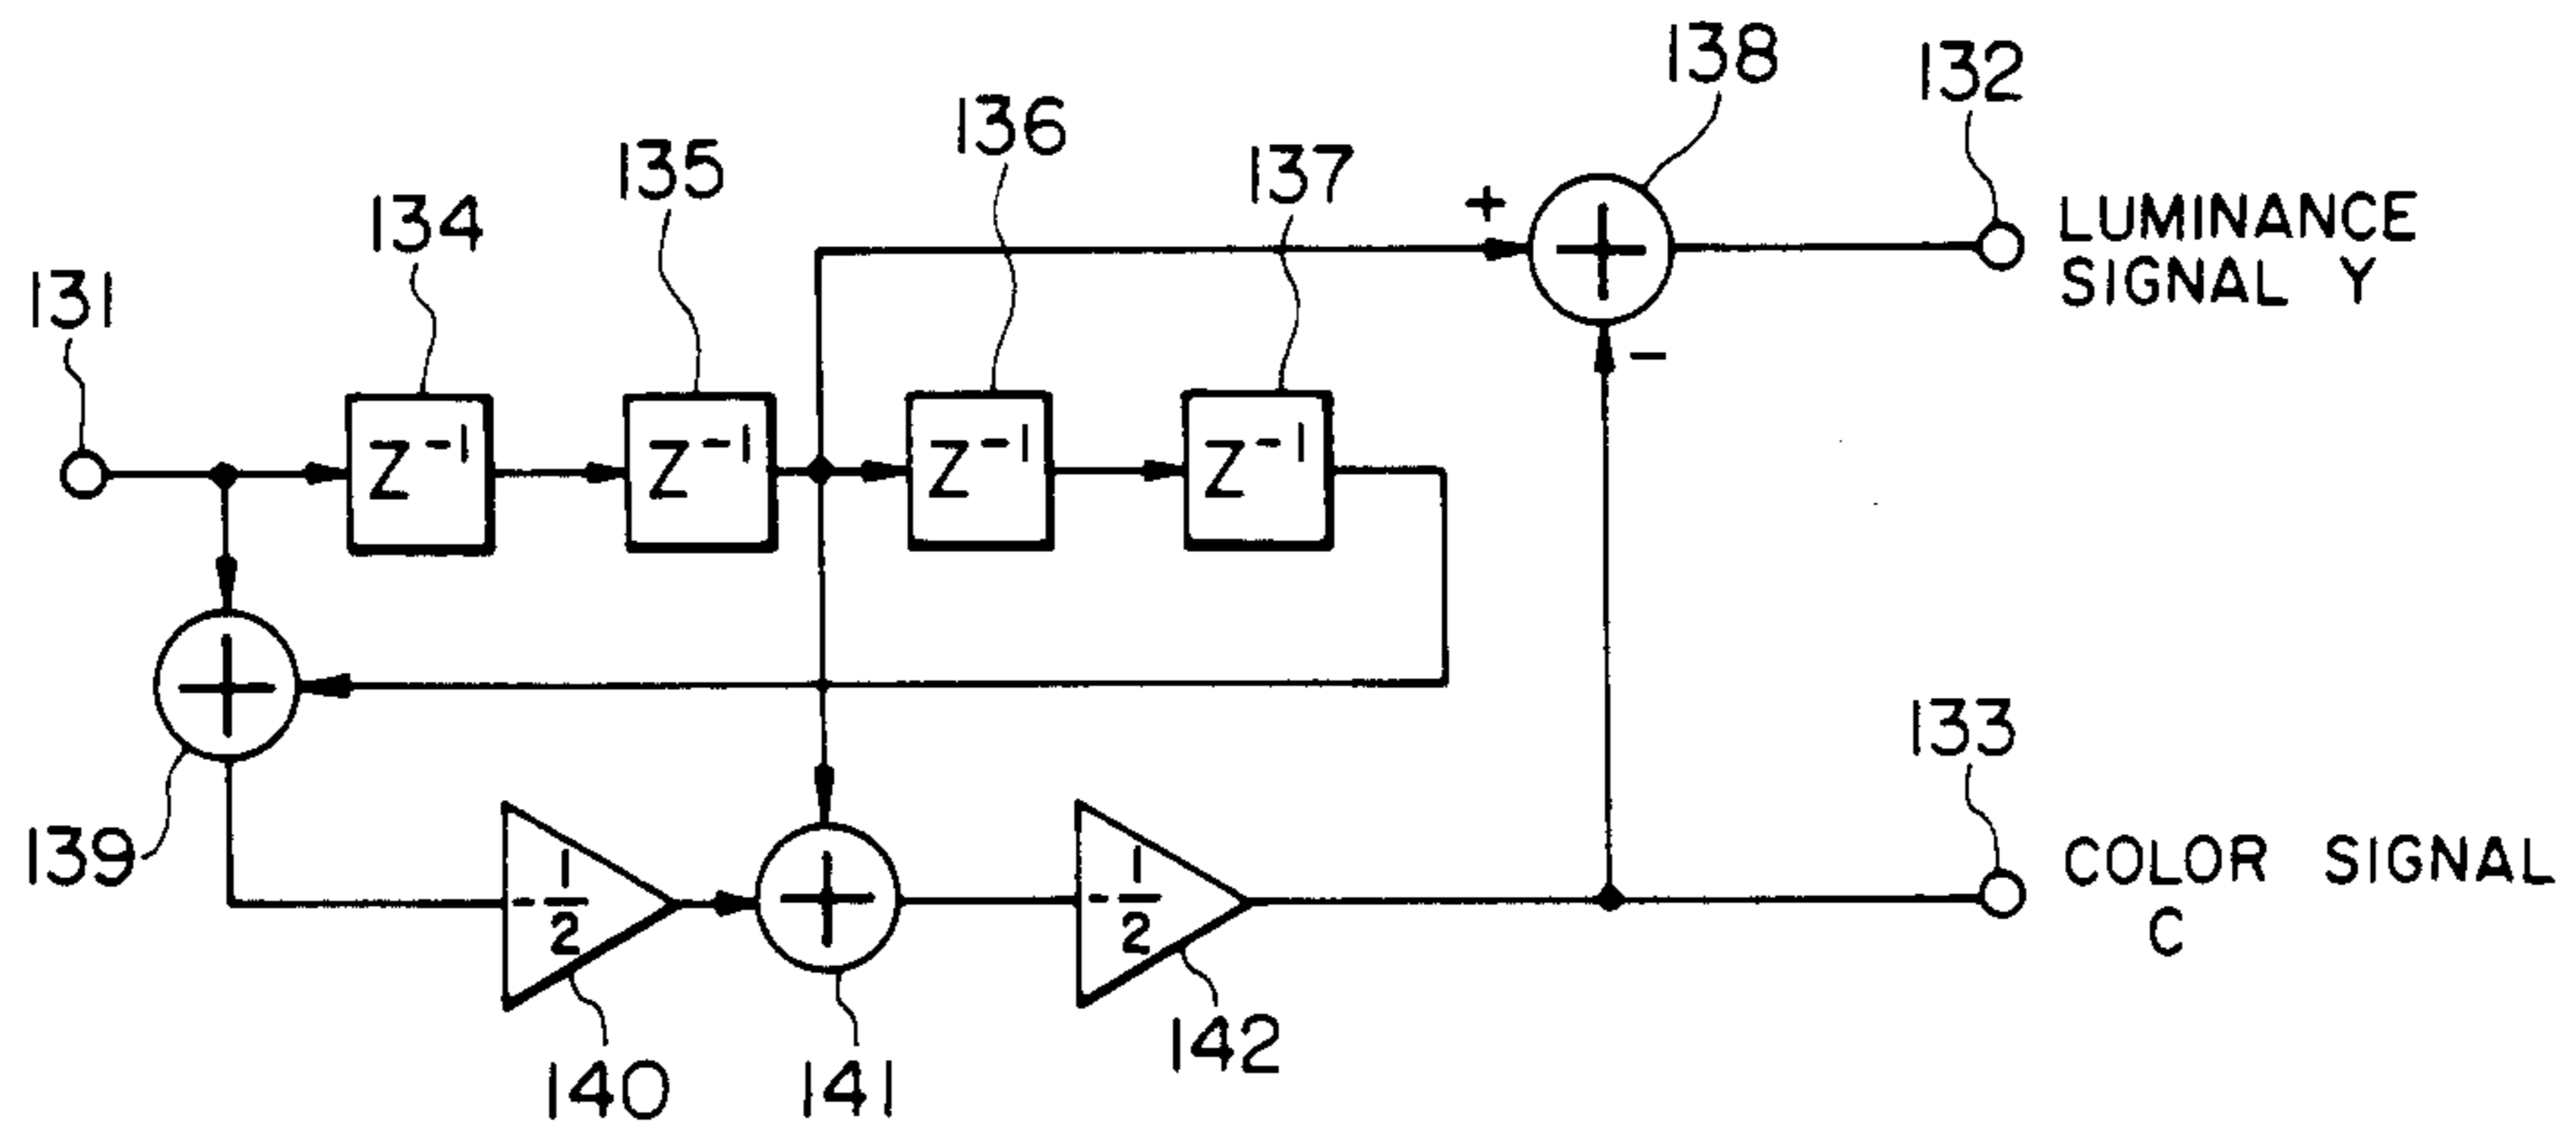 138
132
136
135
137
134
+
LUMINANCE
SIGNAL Y
131
-
Z⁻¹
Z⁻¹
Z⁻¹
Z⁻¹
133
139
-1/2
-1/2
COLOR SIGNAL
C
142
140
141